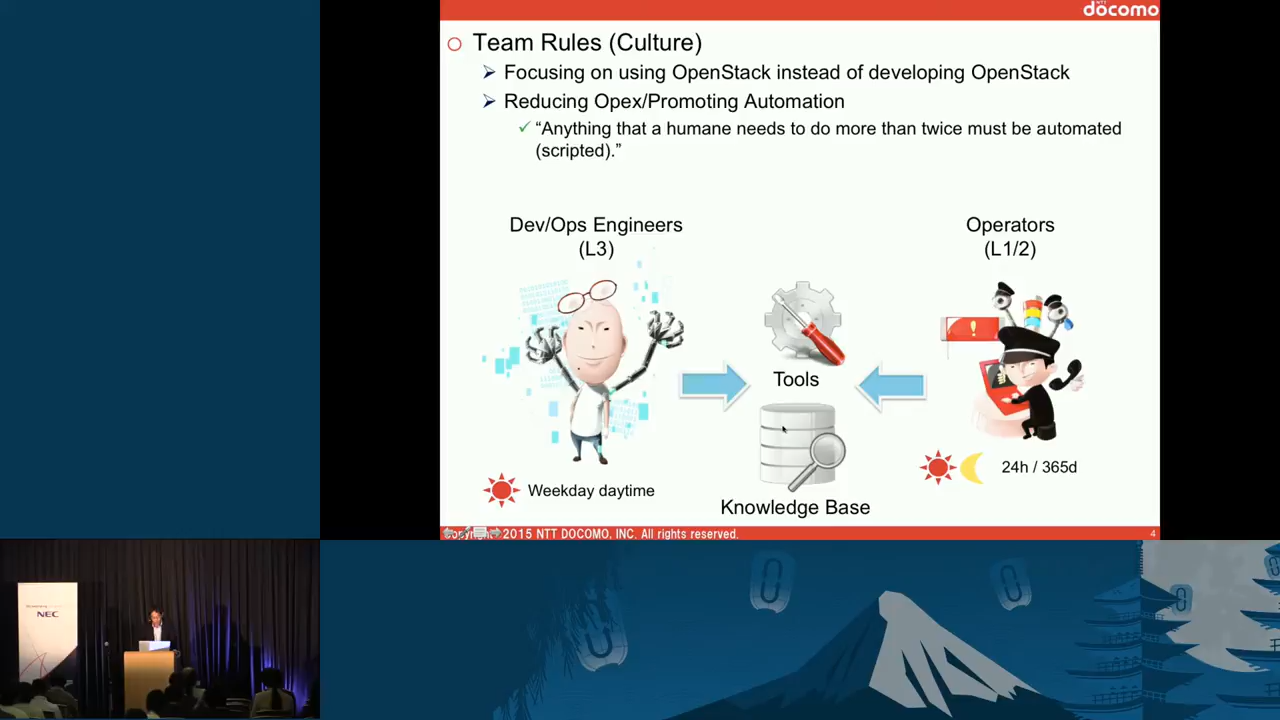 NTT
docomo
Team Rules (Culture)
Focusing on using OpenStack instead of developing OpenStack
Reducing Opex/Promoting Automation
“Anything that a humane needs to do more than twice must be automated
(scripted).”
Dev/Ops Engineers
(L3)
Operators
(L1/2)
Tools
Weekday daytime
24h / 365d
Knowledge Base
2015 NTT DOCOMO, INC. All rights reserved.
4
NEC